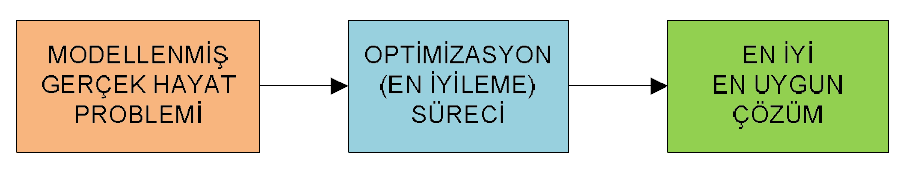 MODELLENMİŞ
GERÇEK HAYAT
PROBLEMİ
OPTİMİZASYON
(EN İYİLEME)
SÜRECİ
EN İYİ
EN UYGUN
ÇÖZÜM